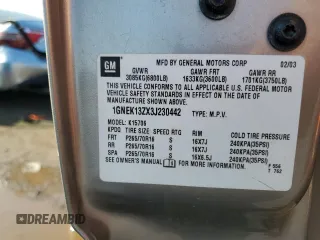 GM
MFD BY GENERAL MOTORS CORP 02/03
GVWR GAWR FRT GAWR RR
3085KG(6800LB) 1633KG(3600LB) 1701KG(3750LB)
THIS VEHICLE CONFORMS TO ALL APPLICABLE U.S. FEDERAL MOTOR
VEHICLE SAFETY STANDARDS IN EFFECT ON THE DATE OF
MANUFACTURE SHOWN ABOVE.
1GNEK13ZX3J230442 TYPE: M.P.V.
MODEL: K15706
KPDQ TIRE SIZE SPEED RTG RIM COLD TIRE PRESSURE
FRT P265/70R16 S 16X7J 240KPA(35PSI)
RR P265/70R16 S 16X7J 240KPA(35PSI)
SPA P265/70R16 S 16X6.5J 240KPA(35PSI)
SEE OWNER'S MANUAL FOR MORE INFORMATION
AUTOBIDCAR